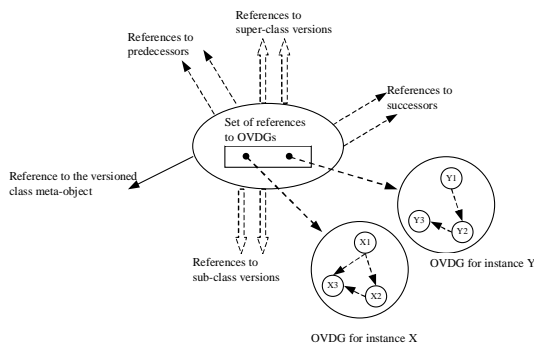 References to
super-class versions
References to
predecessors
References to
successors
Set of references
to OVDGs
Reference to the versioned
class meta-object
Y1
Y3
Y2
OVDG for instance Y
References to
sub-class versions
X1
X3
X2
OVDG for instance X